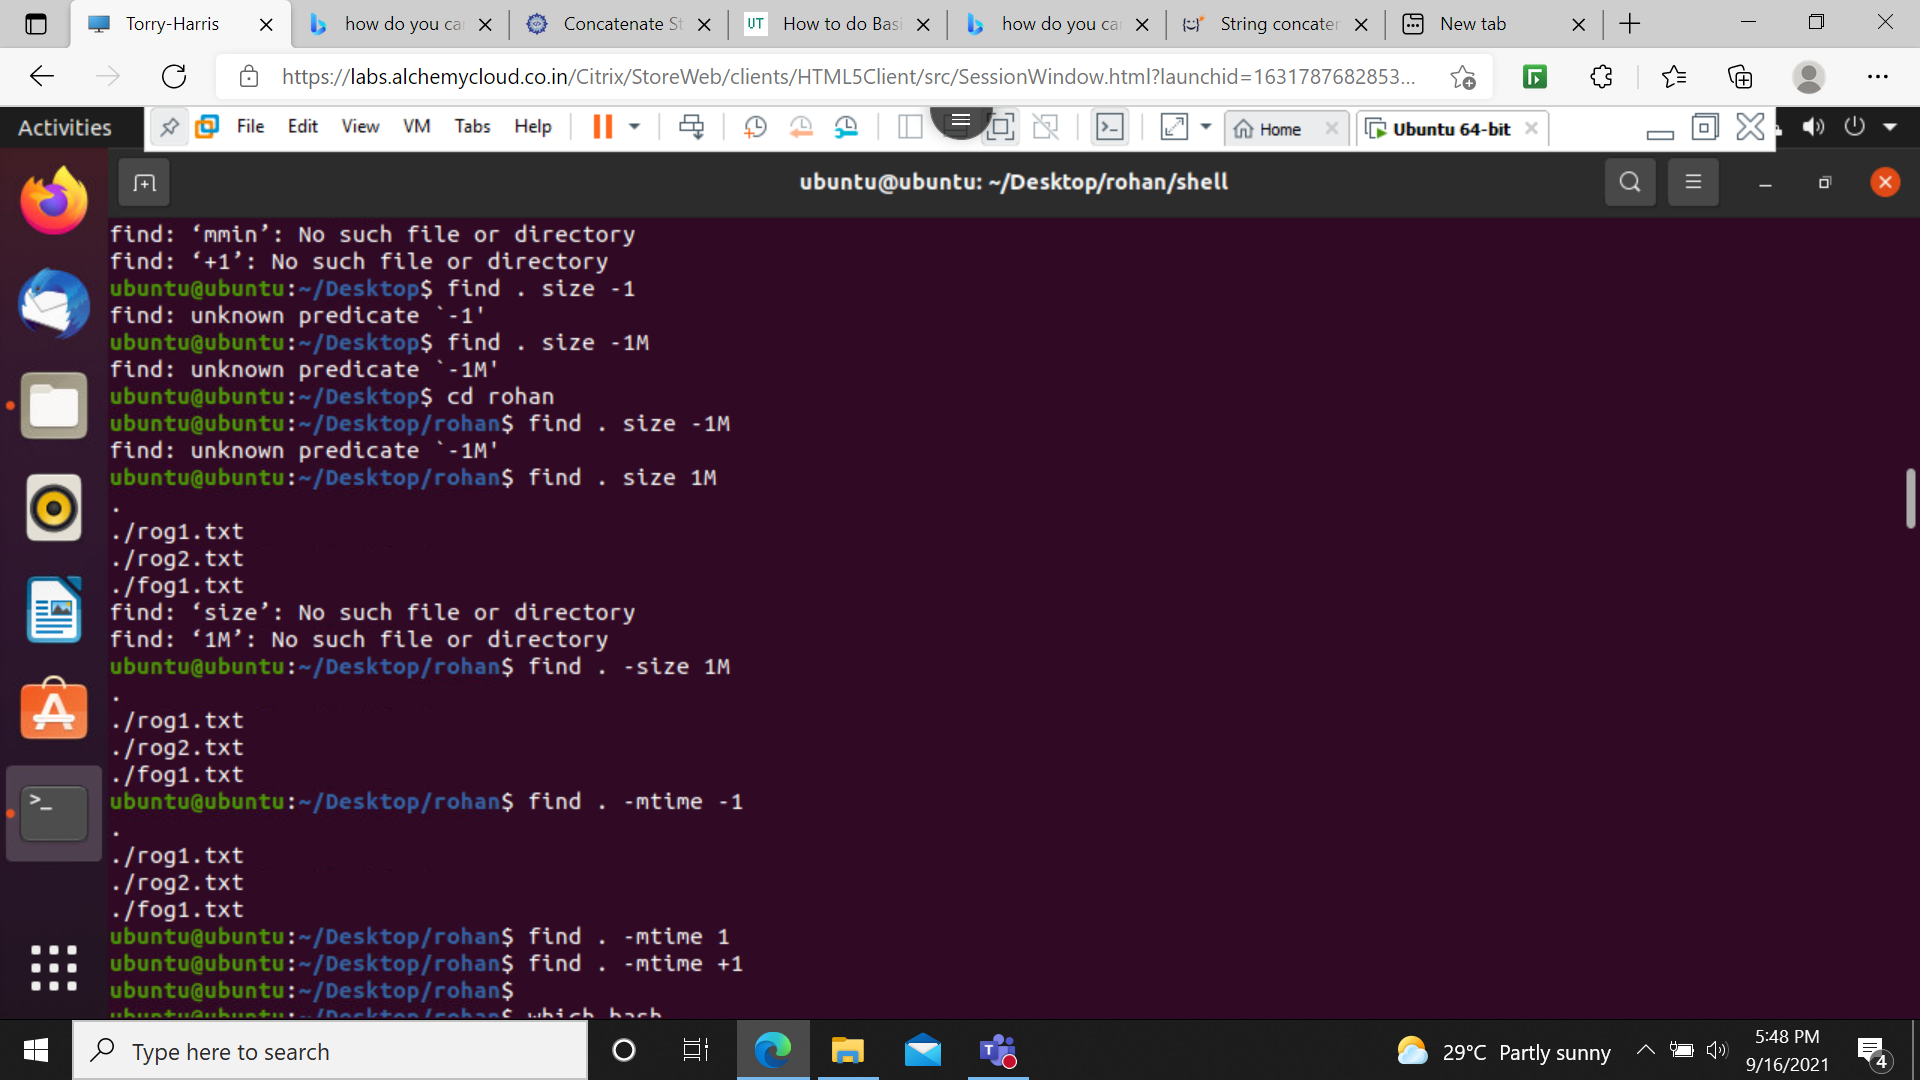 Torry-Harris
how do you ca
Concatenate St
How to do Bas
how do you ca
String concater
New tab
https://labs.alchemycloud.co.in/Citrix/StoreWeb/clients/HTML5Client/src/SessionWindow.html?launchid=1631787682853...
Activities
File Edit View VM Tabs Help
Home
Ubuntu 64-bit
ubuntu@ubuntu: ~/Desktop/rohan/shell
find: ‘mmin’: No such file or directory
find: ‘+1’: No such file or directory
ubuntu@ubuntu:~/Desktop$ find . size -1
find: unknown predicate `-1'
ubuntu@ubuntu:~/Desktop$ find . size -1M
find: unknown predicate `-1M'
ubuntu@ubuntu:~/Desktop$ cd rohan
ubuntu@ubuntu:~/Desktop/rohan$ find . size -1M
find: unknown predicate `-1M'
ubuntu@ubuntu:~/Desktop/rohan$ find . size 1M
.
./rog1.txt
./rog2.txt
./fog1.txt
find: ‘size’: No such file or directory
find: ‘1M’: No such file or directory
ubuntu@ubuntu:~/Desktop/rohan$ find . -size 1M
.
./rog1.txt
./rog2.txt
./fog1.txt
ubuntu@ubuntu:~/Desktop/rohan$ find . -mtime -1
.
./rog1.txt
./rog2.txt
./fog1.txt
ubuntu@ubuntu:~/Desktop/rohan$ find . -mtime 1
ubuntu@ubuntu:~/Desktop/rohan$ find . -mtime +1
ubuntu@ubuntu:~/Desktop/rohan$
ubuntu@ubuntu:~/Desktop/rohan$ which bash
Type here to search
29°C Partly sunny
5:48 PM
9/16/2021
4